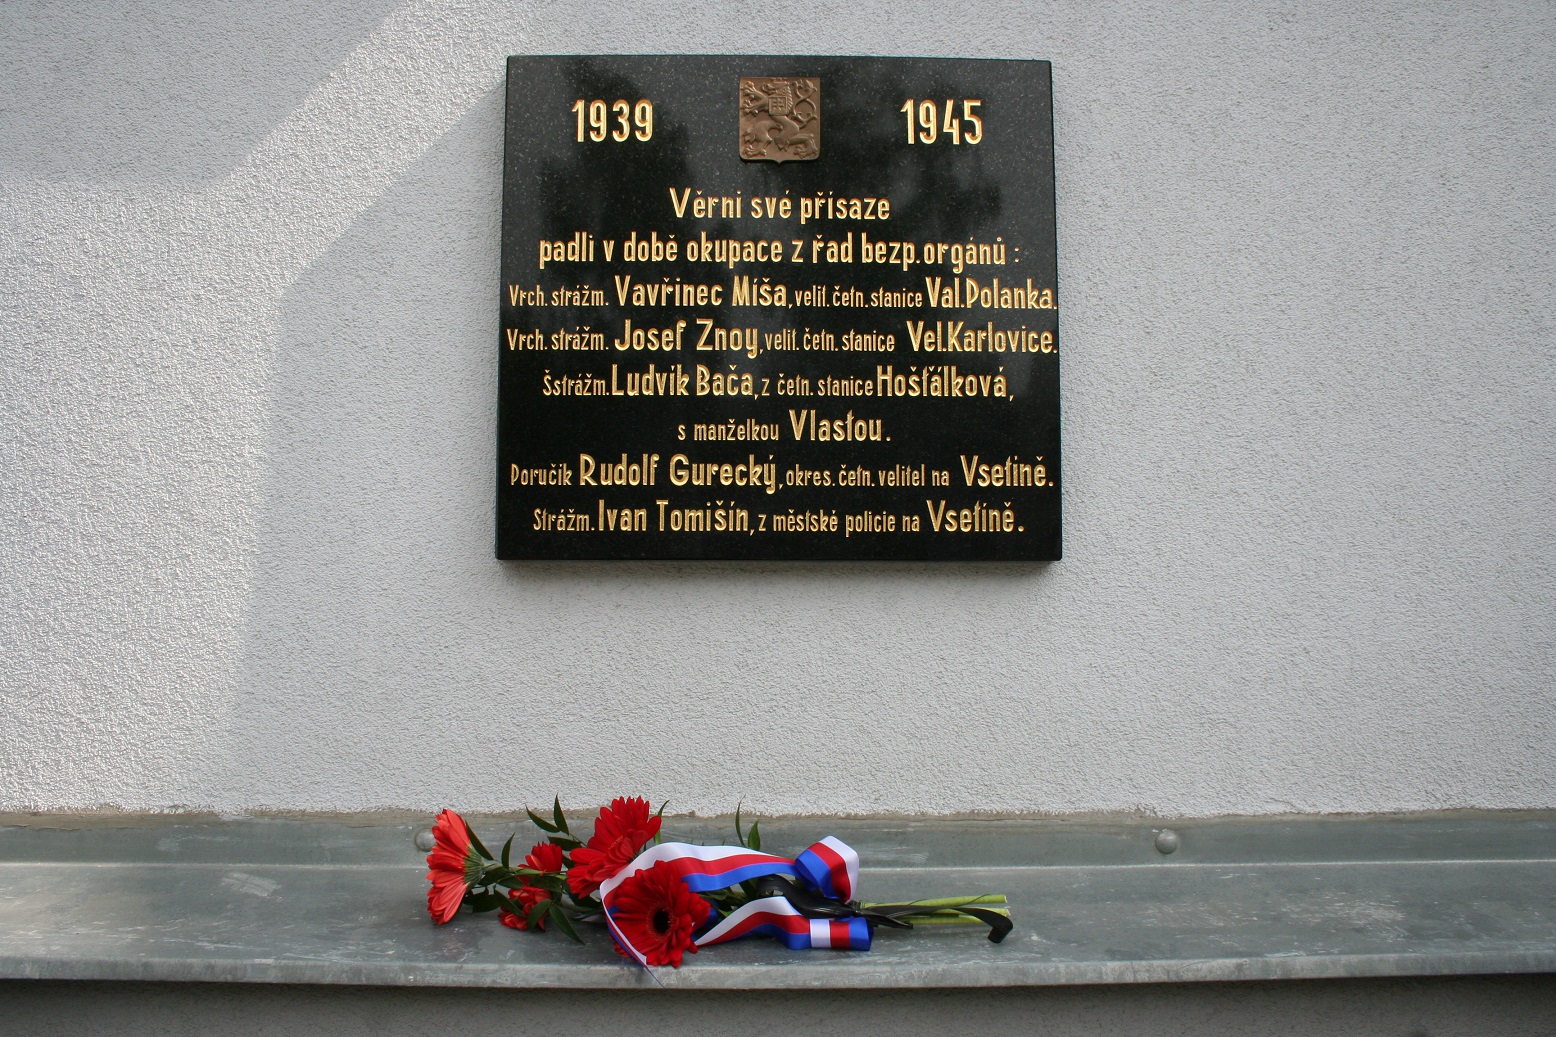 1939 1945
Věrni své přísaze
padli v době okupace z řad bezp.orgánů :
Vrch. strážm. Vavřinec Míša, velit. četn. stanice Val.Polanka.
Vrch. strážm. Josef Znoy, velit. četn. stanice Vel.Karlovice.
Šstrážm. Ludvík Bača, z četn. stanice Hošťálková,
s manželkou Vlastou.
Poručík Rudolf Gurecký, okres. četn. velitel na Vsetíně.
Strážm. Ivan Tomišín, z městské policie na Vsetíně.